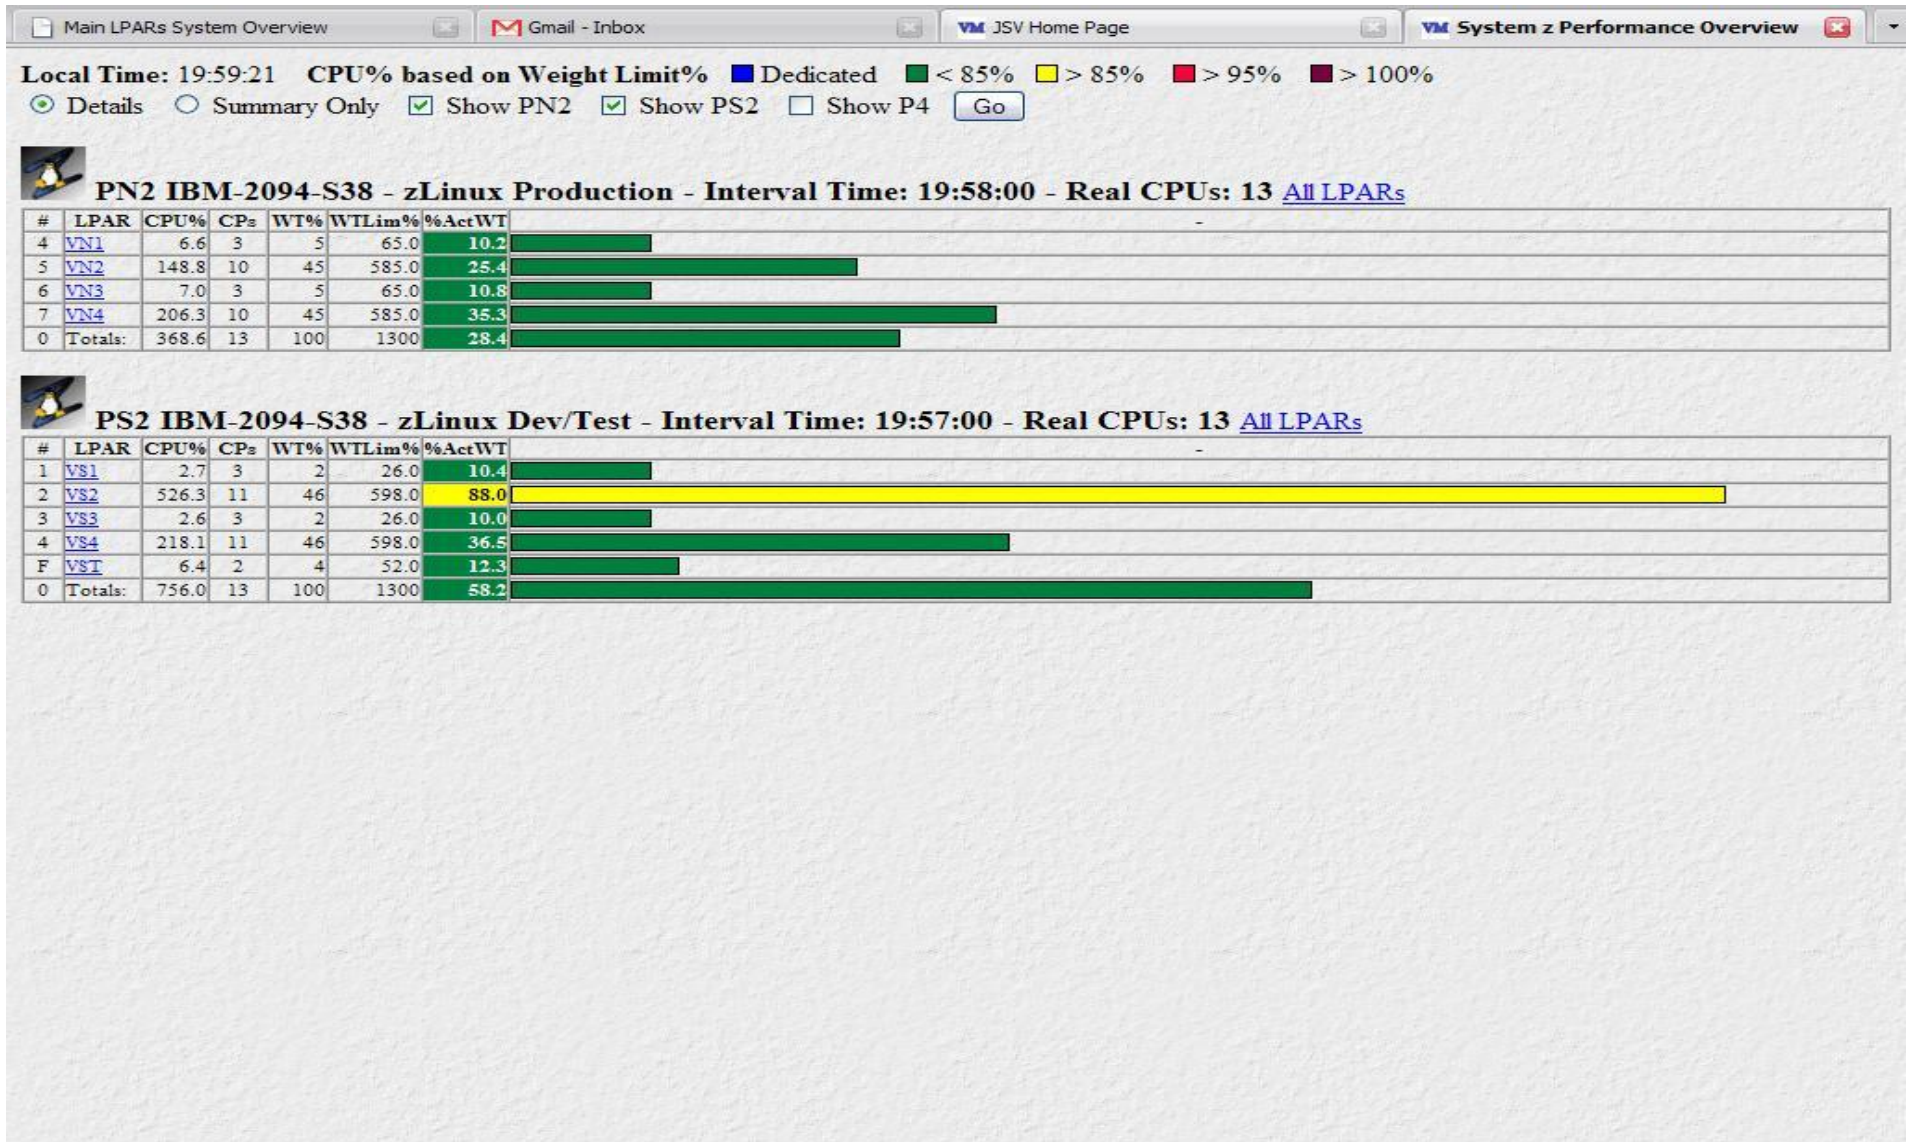 Main LPARs System Overview Gmail - Inbox VM JSV Home Page VM System z Performance Overview
Local Time: 19:59:21 CPU% based on Weight Limit% Dedicated < 85% > 85% > 95% > 100%
Details Summary Only Show PN2 Show PS2 Show P4 Go
PN2 IBM-2094-S38 - zLinux Production - Interval Time: 19:58:00 - Real CPUs: 13 All LPARs
# LPAR CPU% CPs WT% WTLim% %ActWT -
4 VN1 6.6 3 5 65.0 10.2
5 VN2 148.8 10 45 585.0 25.4
6 VN3 7.0 3 5 65.0 10.8
7 VN4 206.3 10 45 585.0 35.3
0 Totals: 368.6 13 100 1300 28.4
PS2 IBM-2094-S38 - zLinux Dev/Test - Interval Time: 19:57:00 - Real CPUs: 13 All LPARs
# LPAR CPU% CPs WT% WTLim% %ActWT -
1 VS1 2.7 3 2 26.0 10.4
2 VS2 526.3 11 46 598.0 88.0
3 VS3 2.6 3 2 26.0 10.0
4 VS4 218.1 11 46 598.0 36.5
F VST 6.4 2 4 52.0 12.3
0 Totals: 756.0 13 100 1300 58.2